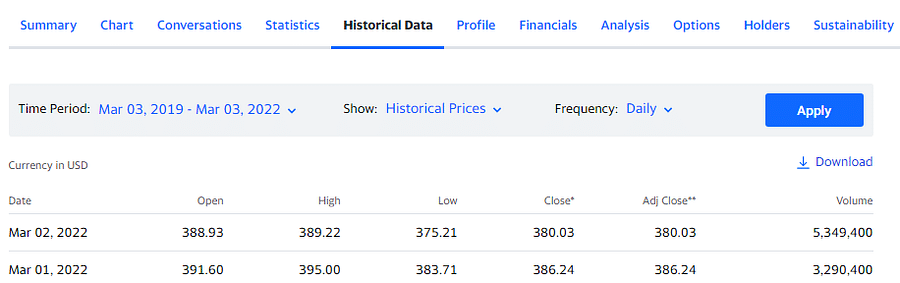 Summary Chart Conversations Statistics Historical Data Profile Financials Analysis Options Holders Sustainability
Time Period: Mar 03, 2019 - Mar 03, 2022 Show: Historical Prices Frequency: Daily Apply
Currency in USD Download
Date Open High Low Close* Adj Close** Volume
Mar 02, 2022 388.93 389.22 375.21 380.03 380.03 5,349,400
Mar 01, 2022 391.60 395.00 383.71 386.24 386.24 3,290,400